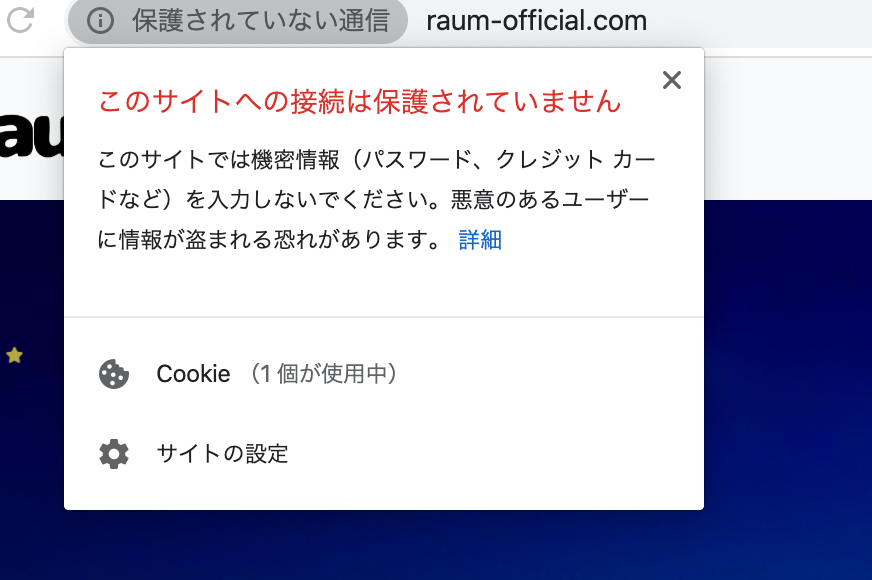 保護されていない通信 raum-official.com
au
このサイトへの接続は保護されていません
このサイトでは機密情報（パスワード、クレジット カー
ドなど）を入力しないでください。悪意のあるユーザー
に情報が盗まれる恐れがあります。 詳細
Cookie （1 個が使用中）
サイトの設定